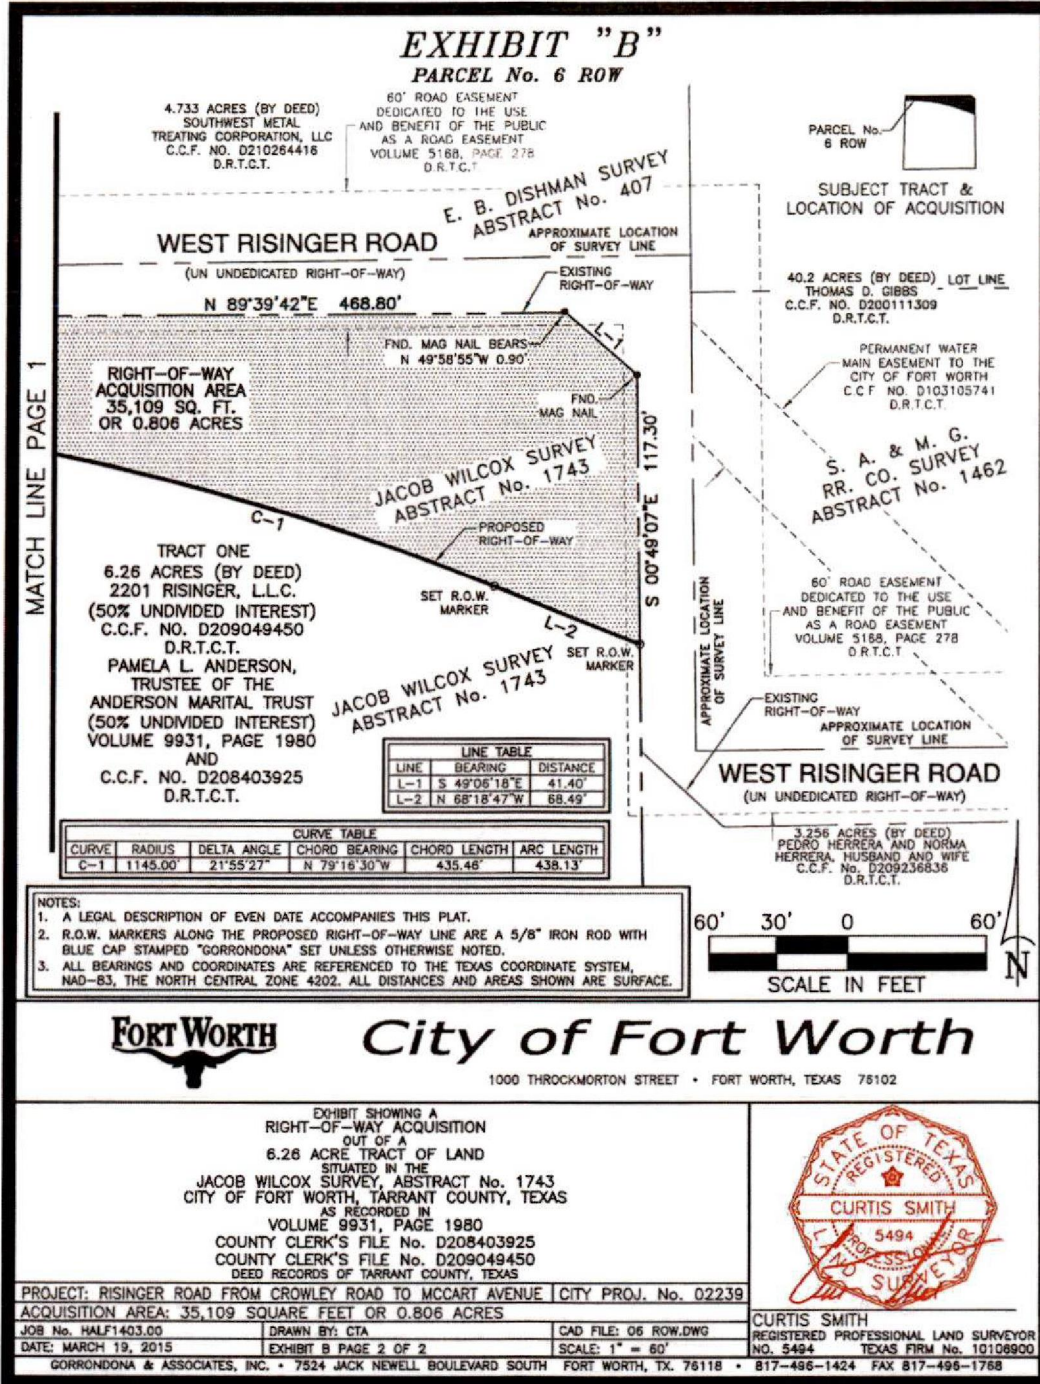 EXHIBIT "B"
PARCEL No. 6 ROW
4.733 ACRES (BY DEED)
SOUTHWEST METAL
TREATING CORPORATION, LLC
C.C.F. NO. D210264416
D.R.T.C.T.
60' ROAD EASEMENT
DEDICATED TO THE USE
AND BENEFIT OF THE PUBLIC
AS A ROAD EASEMENT
VOLUME 5168, PAGE 278
D.R.T.C.T
PARCEL No.
6 ROW
SUBJECT TRACT &
LOCATION OF ACQUISITION
E. B. DISHMAN SURVEY
ABSTRACT No. 407
WEST RISINGER ROAD
(UN UNDEDICATED RIGHT-OF-WAY)
APPROXIMATE LOCATION
OF SURVEY LINE
EXISTING
RIGHT-OF-WAY
40.2 ACRES (BY DEED)
THOMAS D. GIBBS
C.C.F. NO. D200111309
D.R.T.C.T.
LOT LINE
N 89°39'42"E 468.80'
L-1
FND. MAG NAIL BEARS
N 49°58'55"W 0.90'
FND.
MAG NAIL
PERMANENT WATER
MAIN EASEMENT TO THE
CITY OF FORT WORTH
C.C.F NO. D103105741
D.R.T.C.T.
MATCH LINE PAGE 1
RIGHT-OF-WAY
ACQUISITION AREA
35,109 SQ. FT.
OR 0.806 ACRES
JACOB WILCOX SURVEY
ABSTRACT No. 1743
S 00°49'07"E 117.30'
S. A. & M. G.
RR. CO. SURVEY
ABSTRACT No. 1462
C-1
PROPOSED
RIGHT-OF-WAY
SET R.O.W.
MARKER
L-2
SET R.O.W.
MARKER
TRACT ONE
6.26 ACRES (BY DEED)
2201 RISINGER, L.L.C.
(50% UNDIVIDED INTEREST)
C.C.F. NO. D209049450
D.R.T.C.T.
PAMELA L. ANDERSON,
TRUSTEE OF THE
ANDERSON MARITAL TRUST
(50% UNDIVIDED INTEREST)
VOLUME 9931, PAGE 1980
AND
C.C.F. NO. D208403925
D.R.T.C.T.
JACOB WILCOX SURVEY
ABSTRACT No. 1743
APPROXIMATE LOCATION
OF SURVEY LINE
60' ROAD EASEMENT
DEDICATED TO THE USE
AND BENEFIT OF THE PUBLIC
AS A ROAD EASEMENT
VOLUME 5168, PAGE 278
D.R.T.C.T
EXISTING
RIGHT-OF-WAY
APPROXIMATE LOCATION
OF SURVEY LINE
WEST RISINGER ROAD
(UN UNDEDICATED RIGHT-OF-WAY)
3.256 ACRES (BY DEED)
PEDRO HERRERA AND NORMA
HERRERA, HUSBAND AND WIFE
C.C.F. No. D209236836
D.R.T.C.T.
LINE TABLE
LINE BEARING DISTANCE
L-1 S 49°06'18"E 41.40'
L-2 N 68°18'47"W 68.49'
CURVE TABLE
CURVE RADIUS DELTA ANGLE CHORD BEARING CHORD LENGTH ARC LENGTH
C-1 1145.00' 21°55'27" N 79°16'30"W 435.46' 438.13'
NOTES:
1. A LEGAL DESCRIPTION OF EVEN DATE ACCOMPANIES THIS PLAT.
2. R.O.W. MARKERS ALONG THE PROPOSED RIGHT-OF-WAY LINE ARE A 5/8" IRON ROD WITH
BLUE CAP STAMPED "GORRONDONA" SET UNLESS OTHERWISE NOTED.
3. ALL BEARINGS AND COORDINATES ARE REFERENCED TO THE TEXAS COORDINATE SYSTEM,
NAD-83, THE NORTH CENTRAL ZONE 4202. ALL DISTANCES AND AREAS SHOWN ARE SURFACE.
60' 30' 0 60'
SCALE IN FEET
N
FORT WORTH
City of Fort Worth
1000 THROCKMORTON STREET • FORT WORTH, TEXAS 76102
EXHIBIT SHOWING A
RIGHT-OF-WAY ACQUISITION
OUT OF A
6.26 ACRE TRACT OF LAND
SITUATED IN THE
JACOB WILCOX SURVEY, ABSTRACT No. 1743
CITY OF FORT WORTH, TARRANT COUNTY, TEXAS
AS RECORDED IN
VOLUME 9931, PAGE 1980
COUNTY CLERK'S FILE No. D208403925
COUNTY CLERK'S FILE No. D209049450
DEED RECORDS OF TARRANT COUNTY, TEXAS
STATE OF TEXAS
REGISTERED
CURTIS SMITH
5494
PROFESSIONAL
LAND SURVEYOR
PROJECT: RISINGER ROAD FROM CROWLEY ROAD TO MCCART AVENUE CITY PROJ. No. 02239
ACQUISITION AREA: 35,109 SQUARE FEET OR 0.806 ACRES
JOB No. HALF1403.00 DRAWN BY: CTA CAD FILE: 06 ROW.DWG
DATE: MARCH 19, 2015 EXHIBIT B PAGE 2 OF 2 SCALE: 1" = 60'
CURTIS SMITH
REGISTERED PROFESSIONAL LAND SURVEYOR
NO. 5494 TEXAS FIRM No. 10106900
GORRONDONA & ASSOCIATES, INC. • 7524 JACK NEWELL BOULEVARD SOUTH FORT WORTH, TX. 76118 • 817-496-1424 FAX 817-496-1768